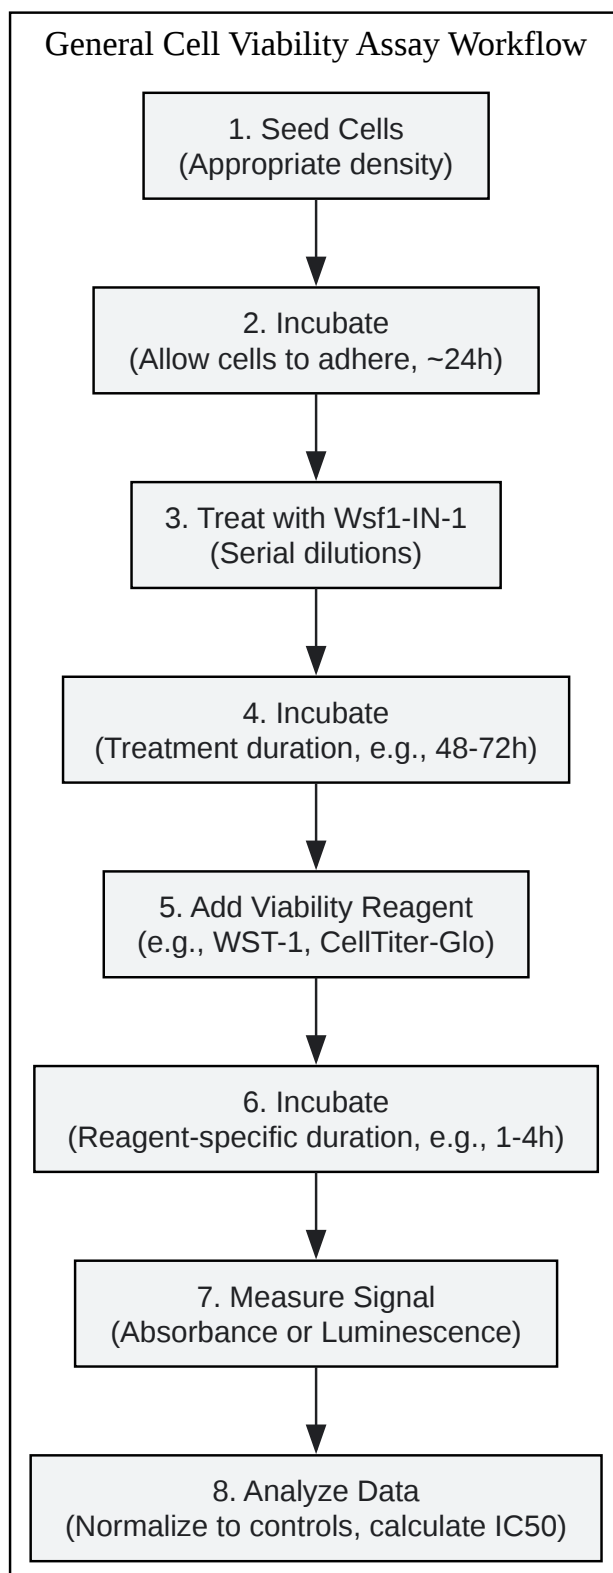 General Cell Viability Assay Workflow
1. Seed Cells
(Appropriate density)
2. Incubate
(Allow cells to adhere, ~24h)
3. Treat with Wsf1-IN-1
(Serial dilutions)
4. Incubate
(Treatment duration, e.g., 48-72h)
5. Add Viability Reagent
(e.g., WST-1, CellTiter-Glo)
6. Incubate
(Reagent-specific duration, e.g., 1-4h)
7. Measure Signal
(Absorbance or Luminescence)
8. Analyze Data
(Normalize to controls, calculate IC50)